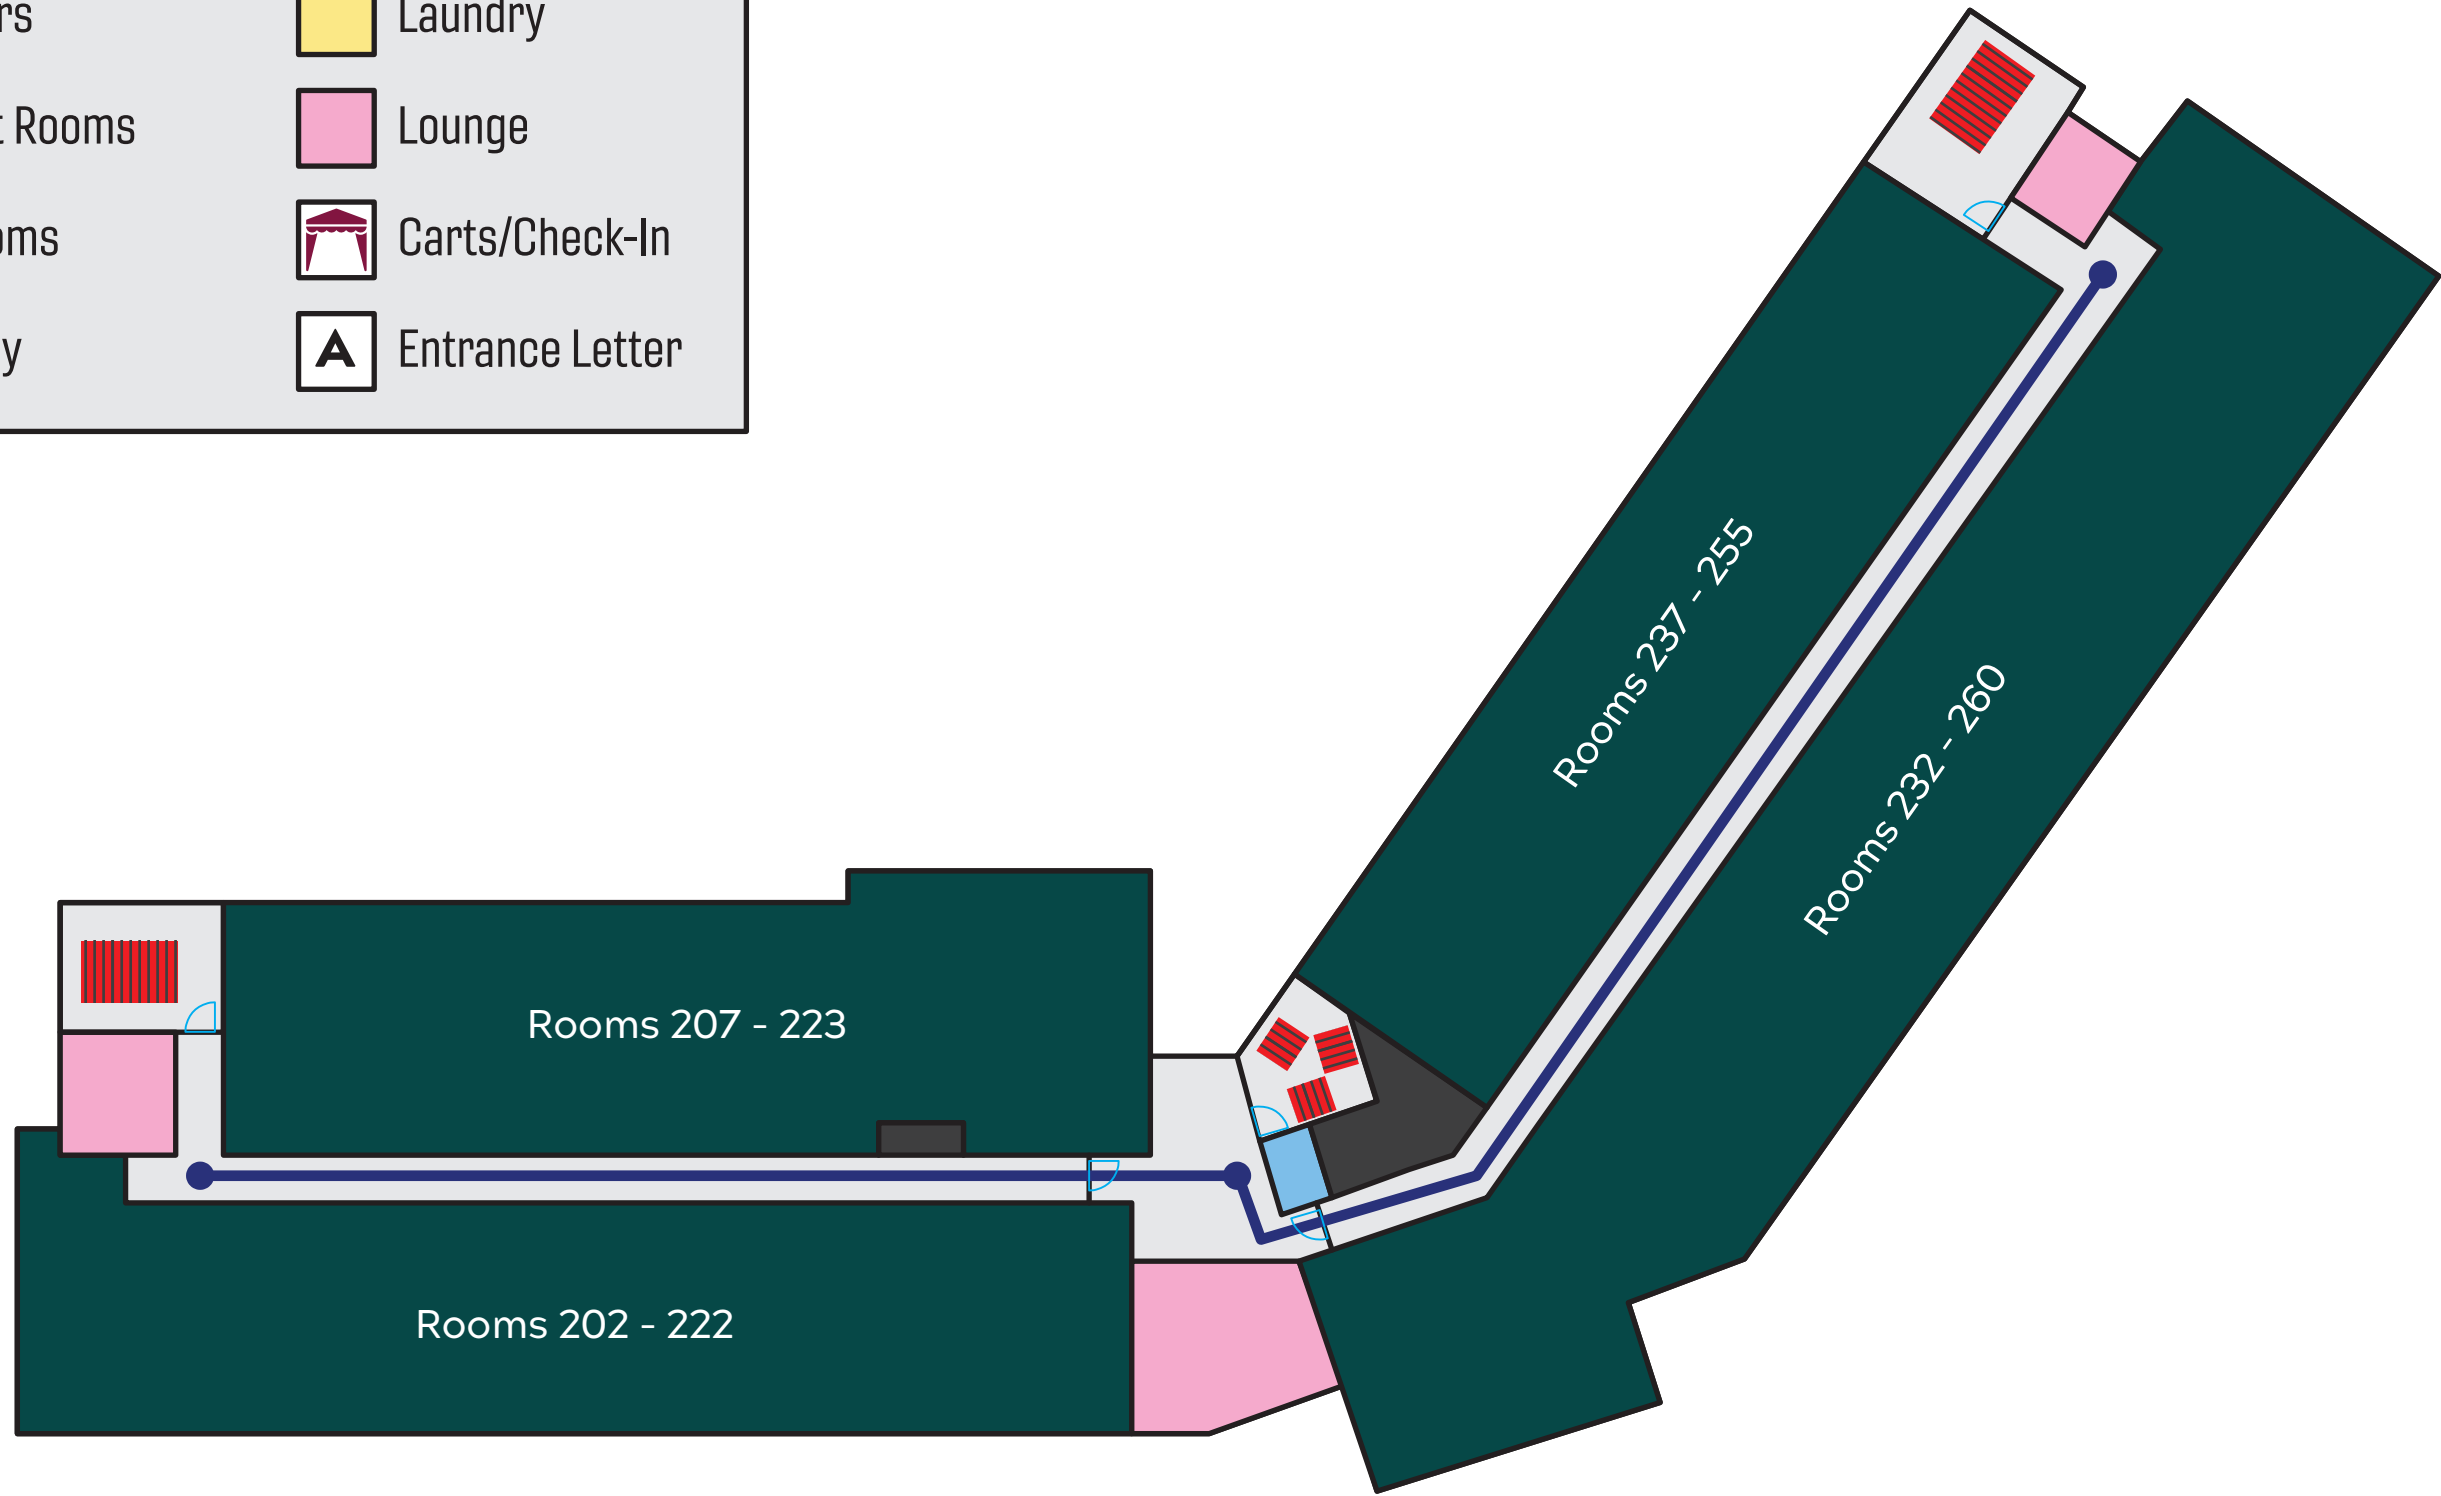 Laundry
Rooms
Lounge
Carts/Check-In
A
Entrance Letter
Rooms 237 - 255
Rooms 232 - 260
Rooms 207 - 223
Rooms 202 - 222